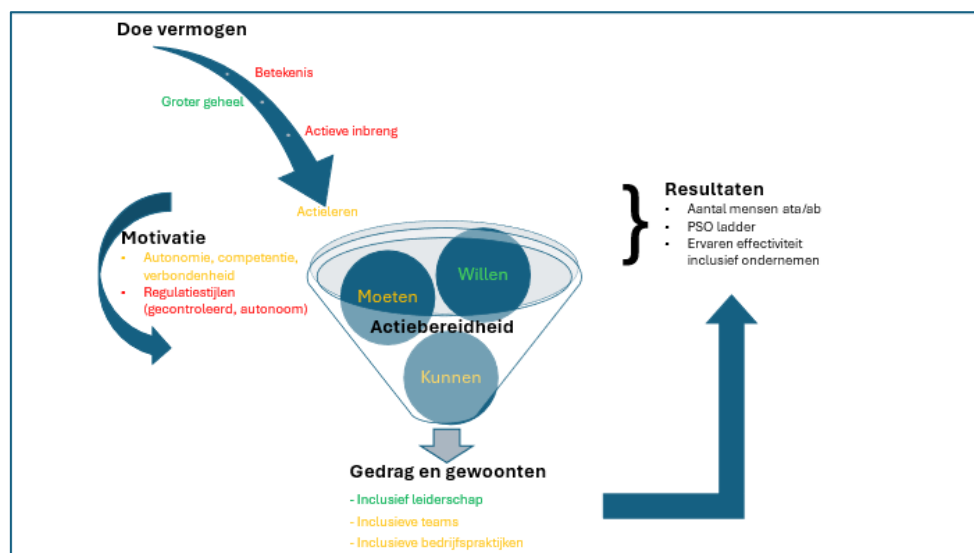 Doe vermogen
Betekenis
Groter geheel
Actieve inbreng
Actieleren
Motivatie
• Autonomie, competentie,
verbondenheid
• Regulatiestijlen
(gecontroleerd, autonoom)
Willen
Moeten
Actiebereidheid
Kunnen
Gedrag en gewoonten
- Inclusief leiderschap
- Inclusieve teams
- Inclusieve bedrijfspraktijken
} Resultaten
• Aantal mensen ata/ab
• PSO ladder
• Ervaren effectiviteit
inclusief ondernemen